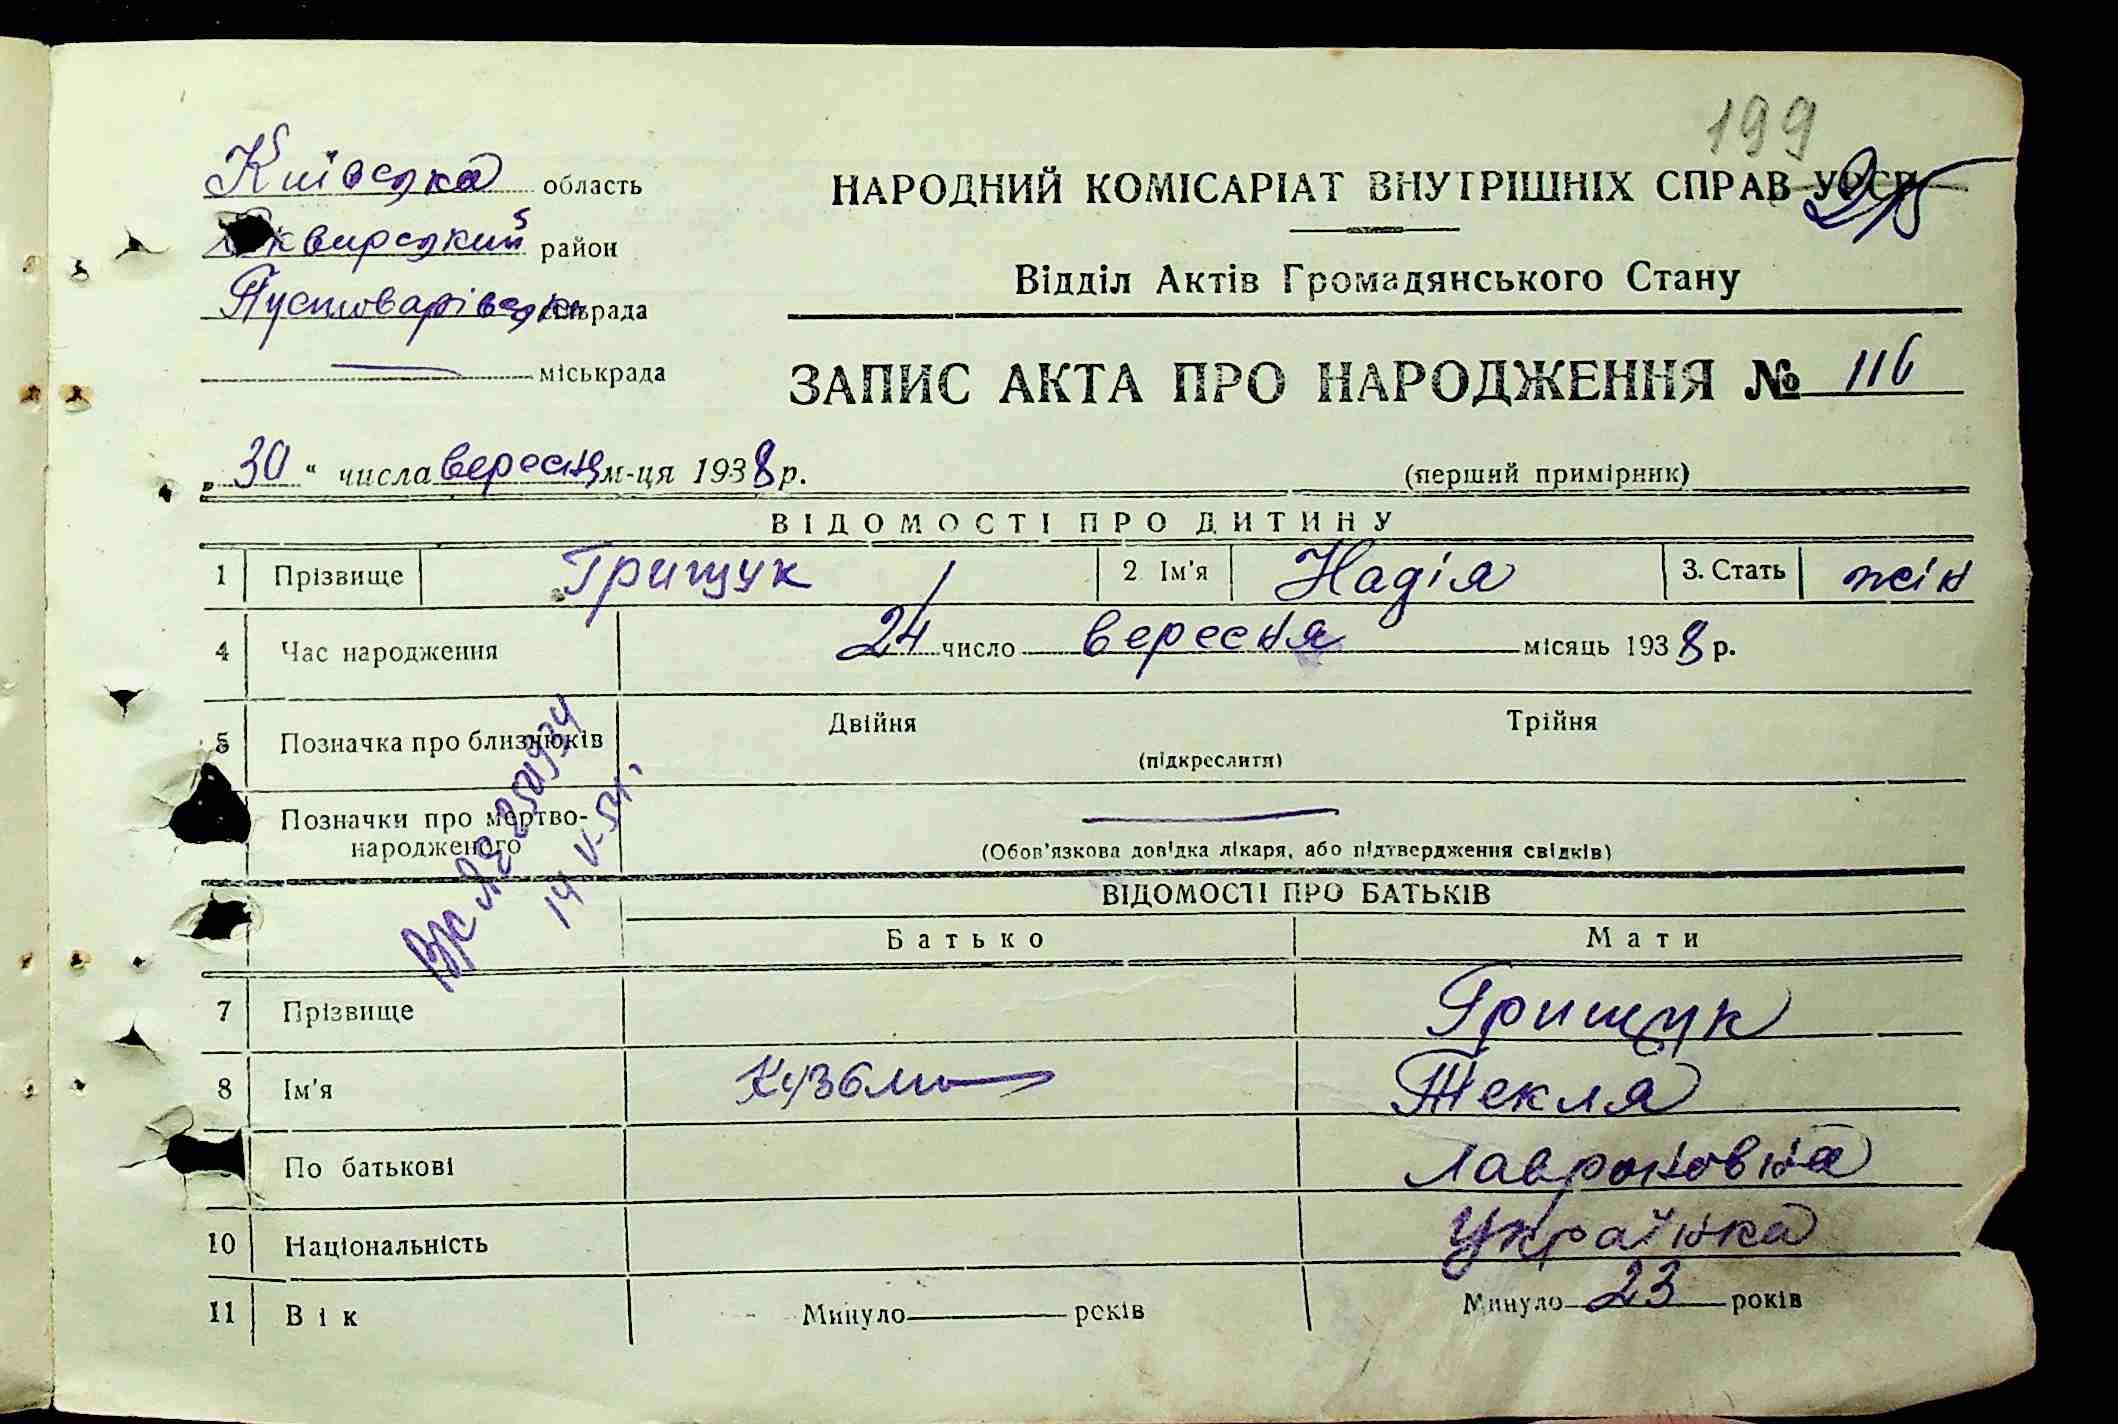 199
Київська область
НАРОДНИЙ КОМІСАРІАТ ВНУТРІШНІХ СПРАВ УРСР
215
Сквирський район
Відділ Актів Громадянського Стану
Пустоварівська сільрада
міськрада
ЗАПИС АКТА ПРО НАРОДЖЕННЯ № 116
„30“ числа вересня м-ця 1938 р.
(перший примірник)
ВІДОМОСТІ ПРО ДИТИНУ
1 Прізвище Грищук 2 Ім'я Надія 3. Стать жін
4 Час народження 24 число вересня місяць 1938 р.
5 Позначка про близнюків Двійня Трійня
(підкреслити)
Позначки про мертво-
народженого
(Обов'язкова довідка лікаря, або підтвердження свідків)
14 V-54
ВІДОМОСТІ ПРО БАТЬКІВ
Батько Мати
7 Прізвище Грищук
8 Ім'я Кузьма Текля
По батькові
10 Національність Українка
11 Вік Минуло років Минуло 23 років